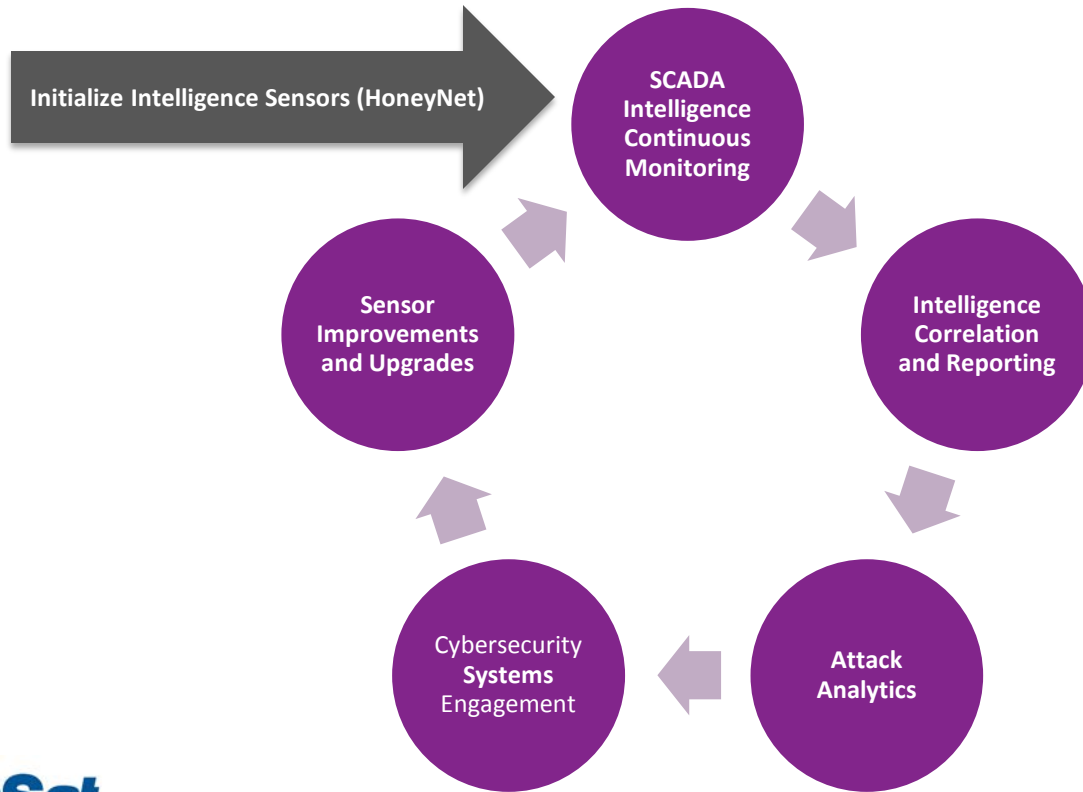 Initialize Intelligence Sensors (HoneyNet)
SCADA
Intelligence
Continuous
Monitoring
Intelligence
Correlation
and Reporting
Attack
Analytics
Cybersecurity
Systems
Engagement
Sensor
Improvements
and Upgrades